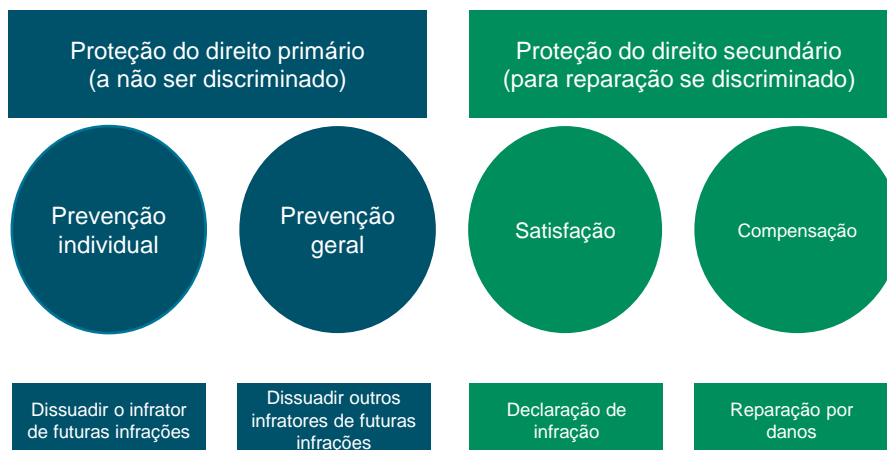 Proteção do direito primário
(a não ser discriminado)
Proteção do direito secundário
(para reparação se discriminado)
Prevenção
individual
Prevenção
geral
Satisfação
Compensação
Dissuadir o infrator
de futuras infrações
Dissuadir outros
infratores de futuras
infrações
Declaração de
infração
Reparação por
danos